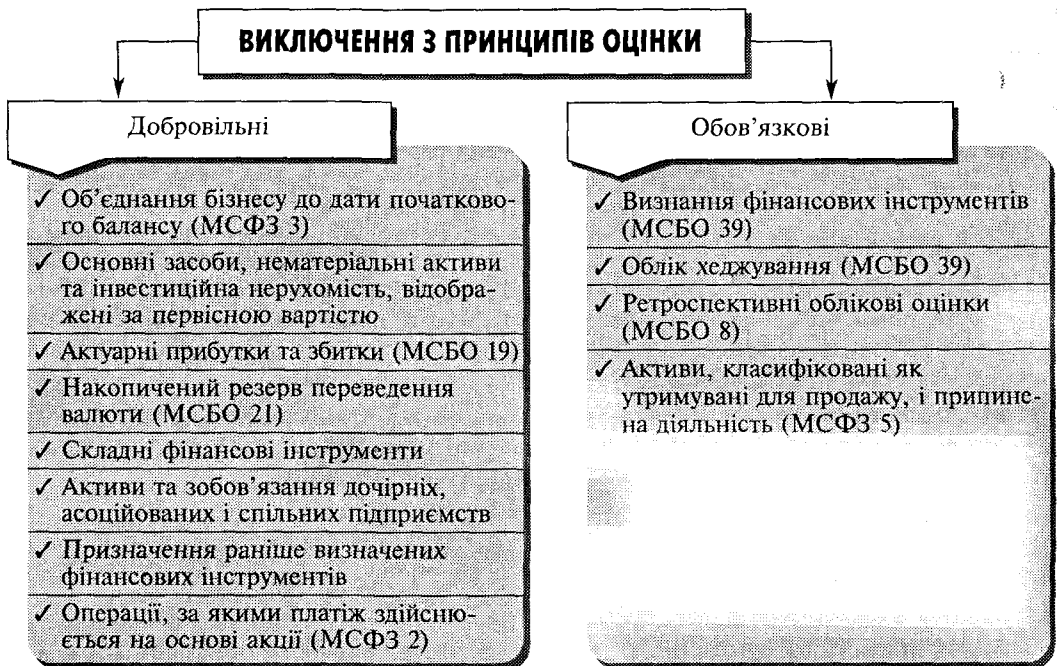 ВИКЛЮЧЕННЯ З ПРИНЦИПІВ ОЦІНКИ
Добровільні
✓ Об’єднання бізнесу до дати початково-
го балансу (МСФЗ 3)
✓ Основні засоби, нематеріальні активи
та інвестиційна нерухомість, відобра-
жені за первісною вартістю
✓ Актуарні прибутки та збитки (МСБО 19)
✓ Накопичений резерв переведення
валюти (МСБО 21)
✓ Складні фінансові інструменти
✓ Активи та зобов’язання дочірніх,
асоційованих і спільних підприємств
✓ Призначення раніше визначених
фінансових інструментів
✓ Операції, за якими платіж здійсню-
ється на основі акції (МСФЗ 2)
Обов’язкові
✓ Визнання фінансових інструментів
(МСБО 39)
✓ Облік хеджування (МСБО 39)
✓ Ретроспективні облікові оцінки
(МСБО 8)
✓ Активи, класифіковані як
утримувані для продажу, і припине-
на діяльність (МСФЗ 5)